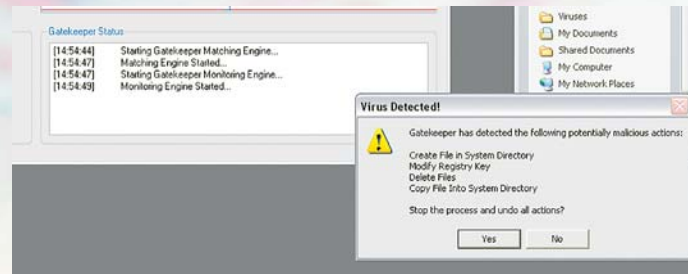 Gatekeeper Status
[14:54:44] Starting Gatekeeper Matching Engine...
[14:54:47] Matching Engine Started...
[14:54:47] Starting Gatekeeper Monitoring Engine...
[14:54:49] Monitoring Engine Started...
Viruses
My Documents
Shared Documents
My Computer
My Network Places
Virus Detected!
Gatekeeper has detected the following potentially malicious actions:
Create File in System Directory
Modify Registry Key
Delete Files
Copy File Into System Directory
Stop the process and undo all actions?
Yes
No